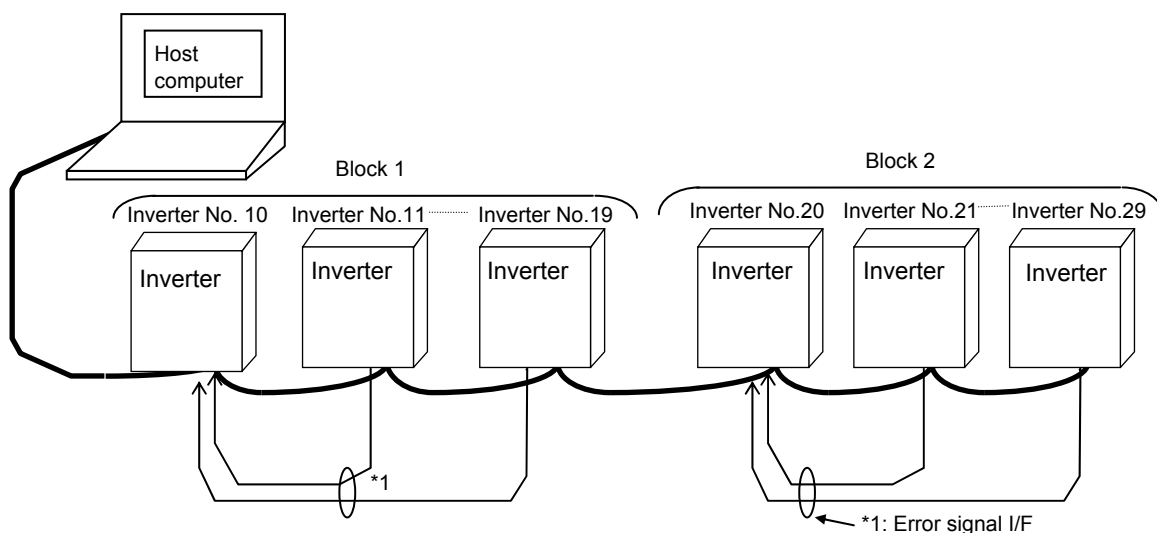 Host
computer
Block 1
Block 2
Inverter No. 10
Inverter No.11
Inverter No.19
Inverter No.20
Inverter No.21
Inverter No.29
Inverter
Inverter
Inverter
Inverter
Inverter
Inverter
*1
*1: Error signal I/F